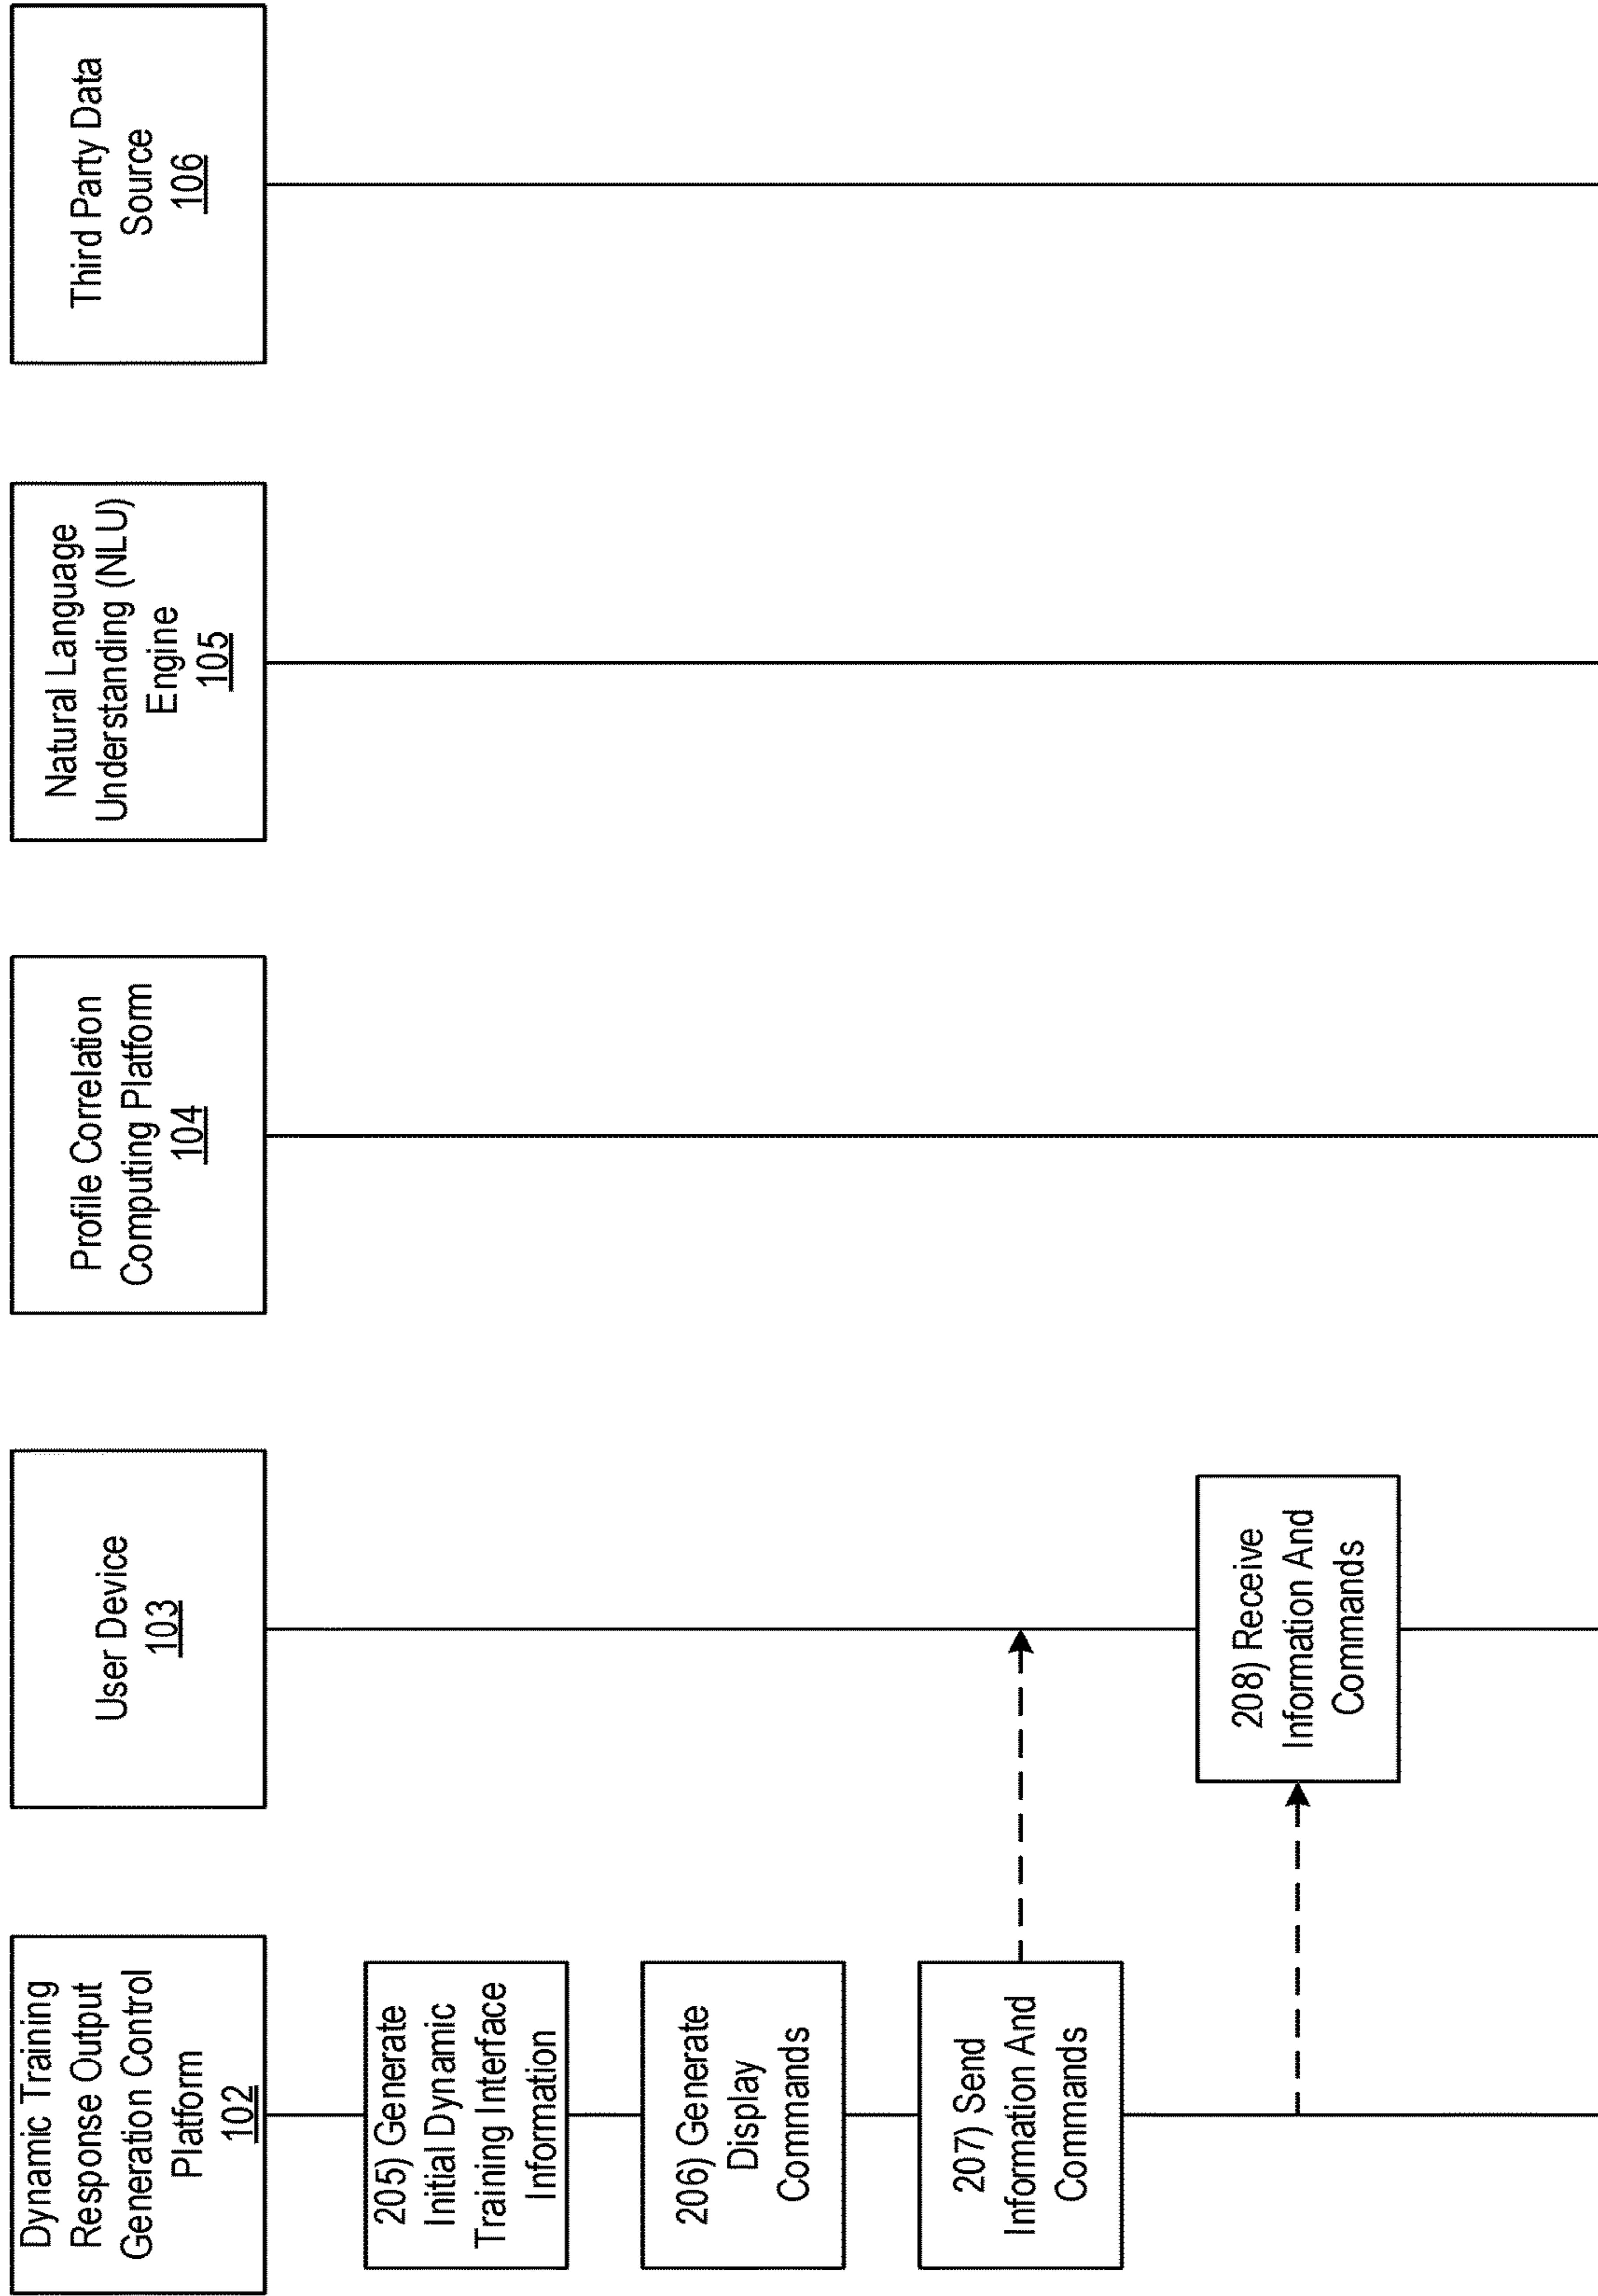 Dynamic Training
Response Output
Generation Control
Platform
102
User Device
103
Profile Correlation
Computing Platform
104
Natural Language
Understanding (NLU)
Engine
105
Third Party Data
Source
106
205) Generate
Initial Dynamic
Training Interface
Information
206) Generate
Display
Commands
207) Send
Information And
Commands
208) Receive
Information And
Commands